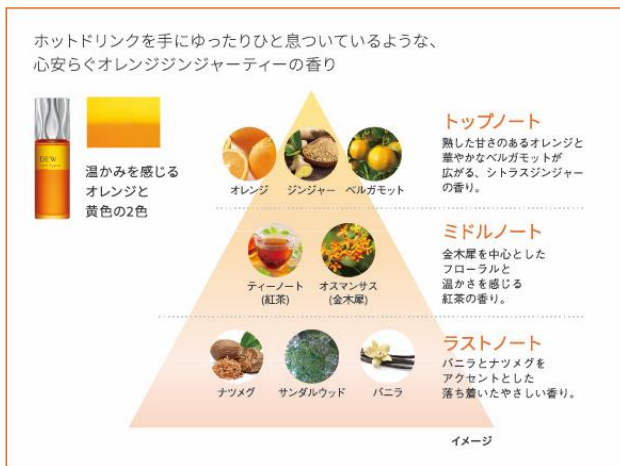 ホットドリンクを手にゆったりひと息ついているような、
心安らぐオレンジジンジャーティーの香り
DEW
温かみを感じる
オレンジと
黄色の2色
オレンジ
ジンジャー
ベルガモット
トップノート
熟した甘さのあるオレンジと
華やかなベルガモットが
広がる、シトラスジンジャー
の香り。
ティーノート
(紅茶)
オスマンサス
(金木犀)
ミドルノート
金木犀を中心とした
フローラルと
温かさを感じる
紅茶の香り。
ナツメグ
サンダルウッド
バニラ
ラストノート
バニラとナツメグを
アクセントとした
落ち着いたやさしい香り。
イメージ